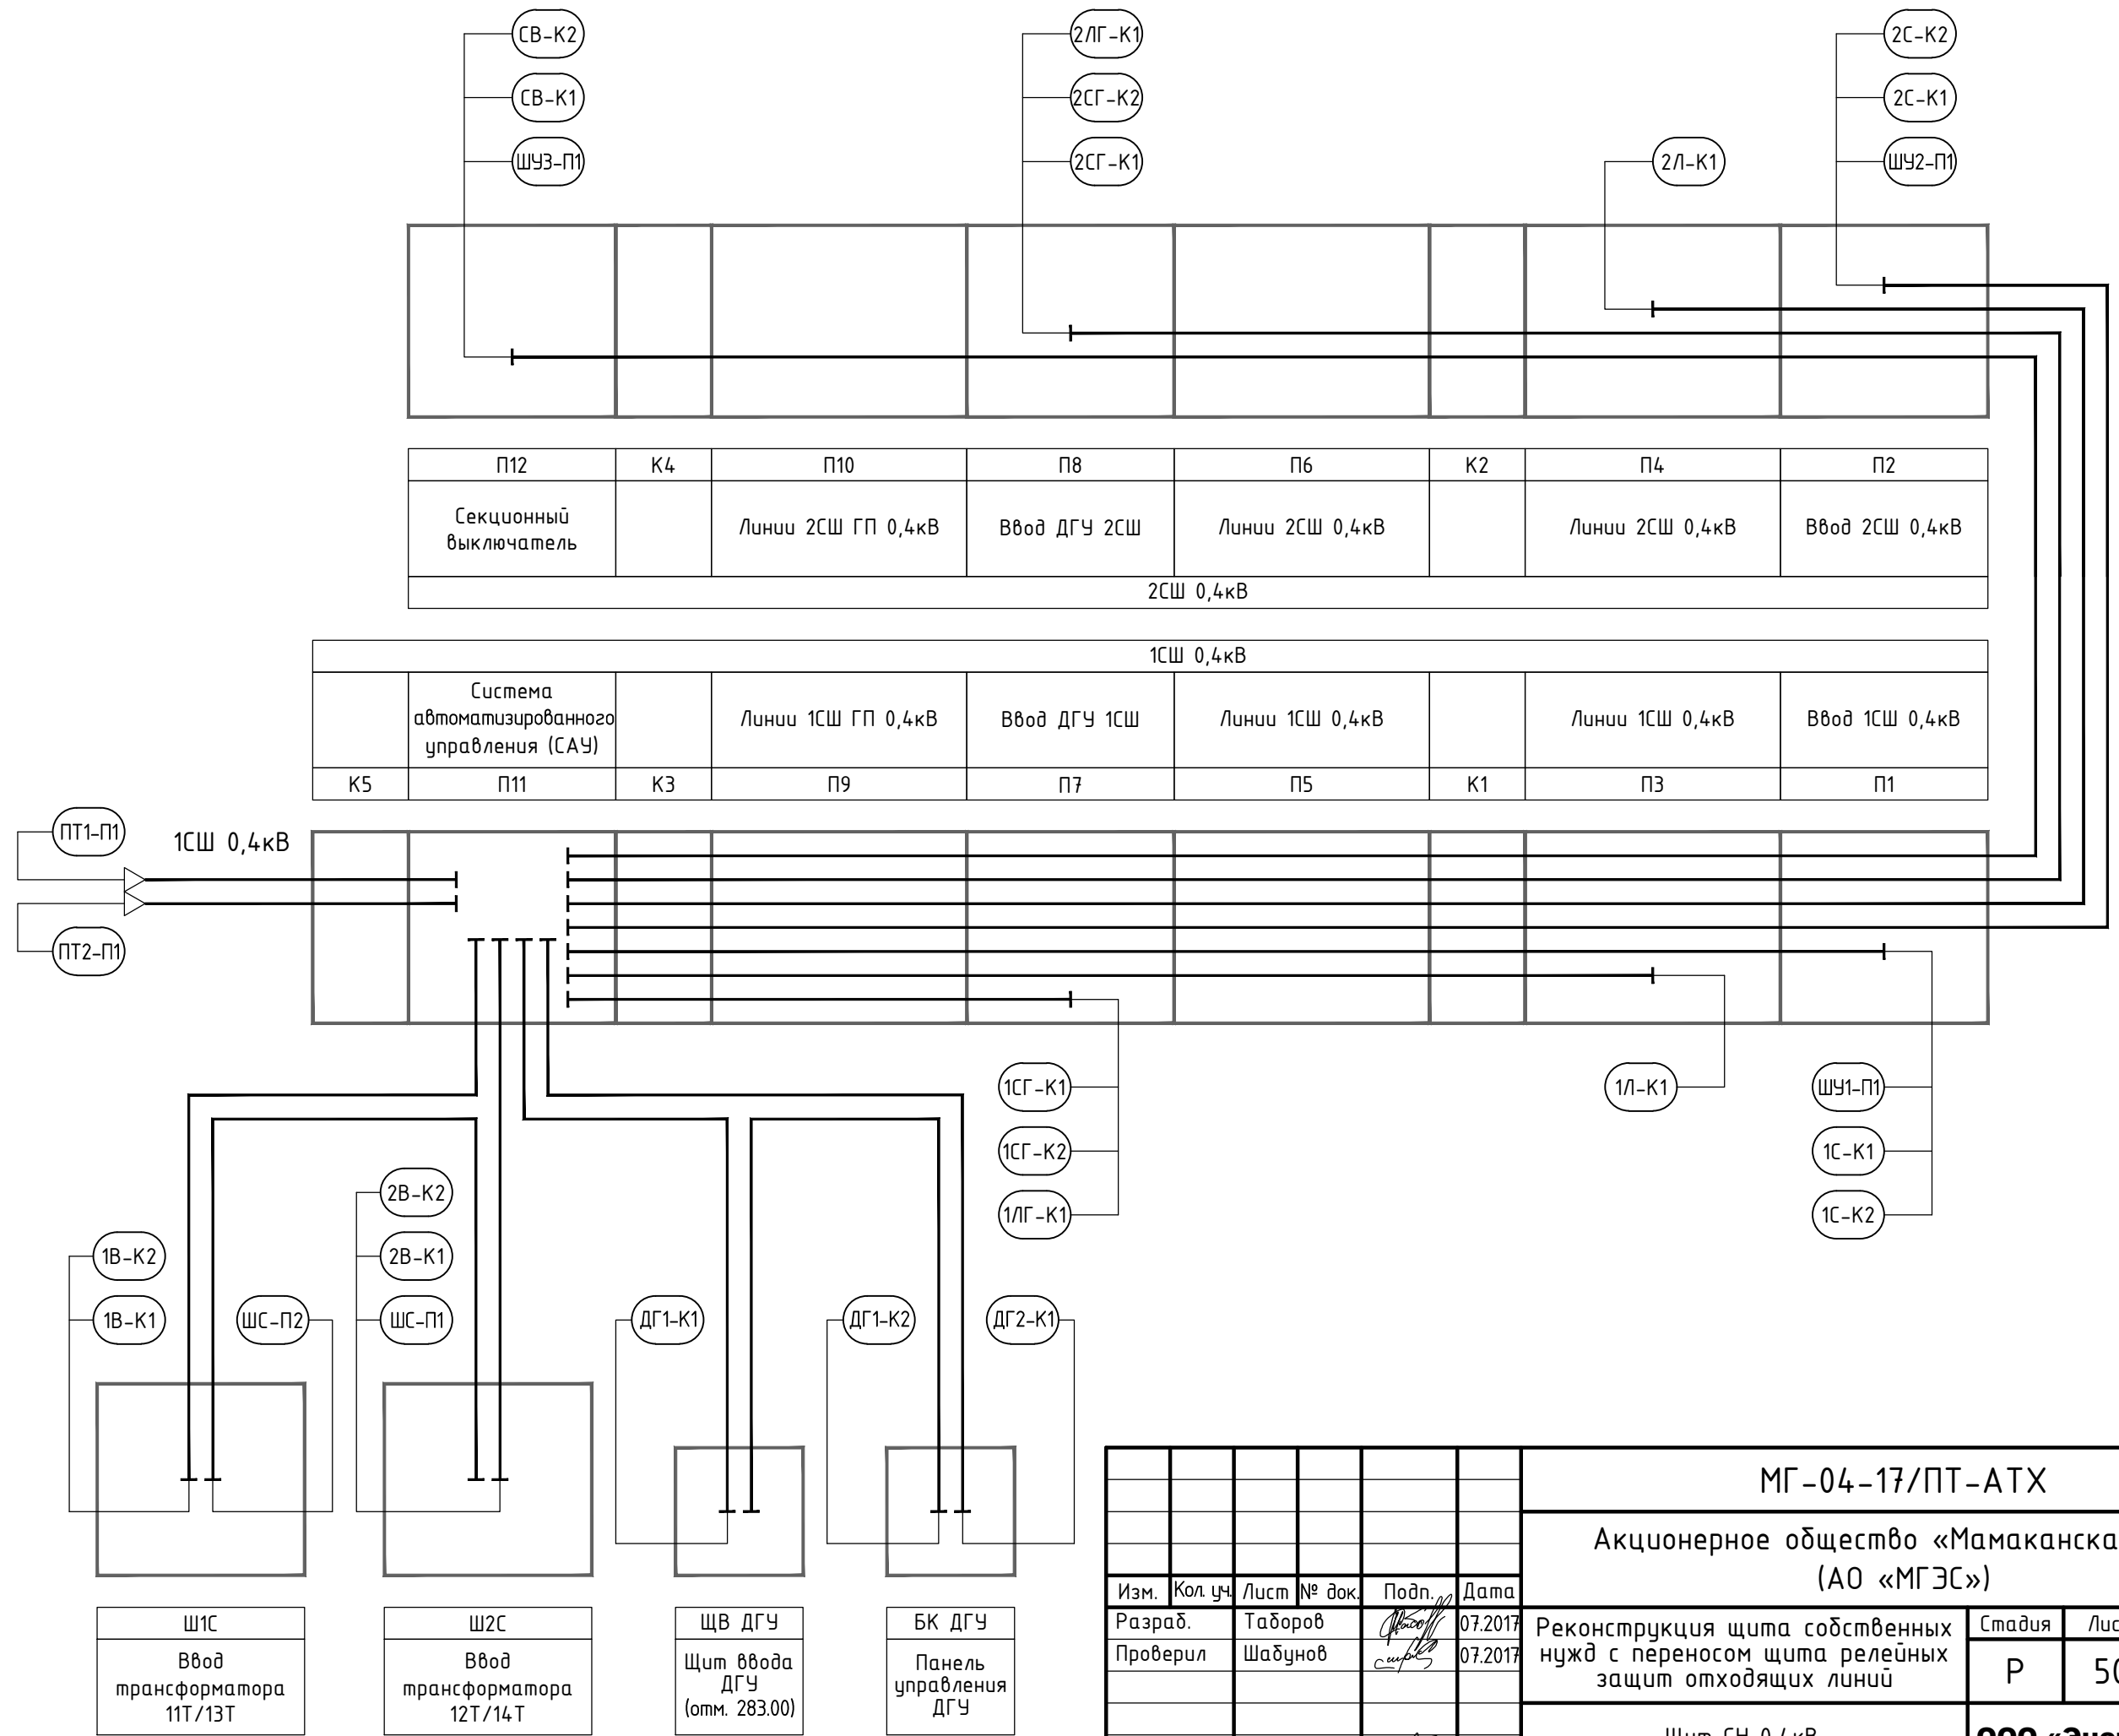 СВ-К2
2ЛГ-К1
2С-К2
СВ-К1
2СГ-К2
2С-К1
ШУ3-П1
2СГ-К1
2Л-К1
ШУ2-П1
П12 К4 П10 П8 П6 К2 П4 П2
Секционный
выключатель
Линии 2СШ ГП 0,4кВ
Ввод ДГУ 2СШ
Линии 2СШ 0,4кВ
Линии 2СШ 0,4кВ
Ввод 2СШ 0,4кВ
2СШ 0,4кВ
1СШ 0,4кВ
Система
автоматизированного
управления (САУ)
Линии 1СШ ГП 0,4кВ
Ввод ДГУ 1СШ
Линии 1СШ 0,4кВ
Линии 1СШ 0,4кВ
Ввод 1СШ 0,4кВ
К5 П11 К3 П9 П7 П5 К1 П3 П1
ПТ1-П1
1СШ 0,4кВ
ПТ2-П1
1СГ-К1
1Л-К1
ШУ1-П1
1СГ-К2
1С-К1
1ЛГ-К1
1С-К2
2В-К2
1В-К2
2В-К1
1В-К1
ШС-П2
ШС-П1
ДГ1-К1
ДГ1-К2
ДГ2-К1
Ш1С
Ввод
трансформатора
11Т/13Т
Ш2С
Ввод
трансформатора
12Т/14Т
ЩВ ДГУ
Щит ввода
ДГУ
(отм. 283.00)
БК ДГУ
Панель
управления
ДГУ
МГ-04-17/ПТ-АТХ
Акционерное общество «Мамаканска
(АО «МГЭС»)
Изм. Кол. уч. Лист № док. Подп. Дата
Разраб. Таборов 07.2017
Проверил Шабунов 07.2017
Реконструкция щита собственных
нужд с переносом щита релейных
защит отходящих линий
Стадия Лис
Р 50
Щит СН 0,4кВ
ООО